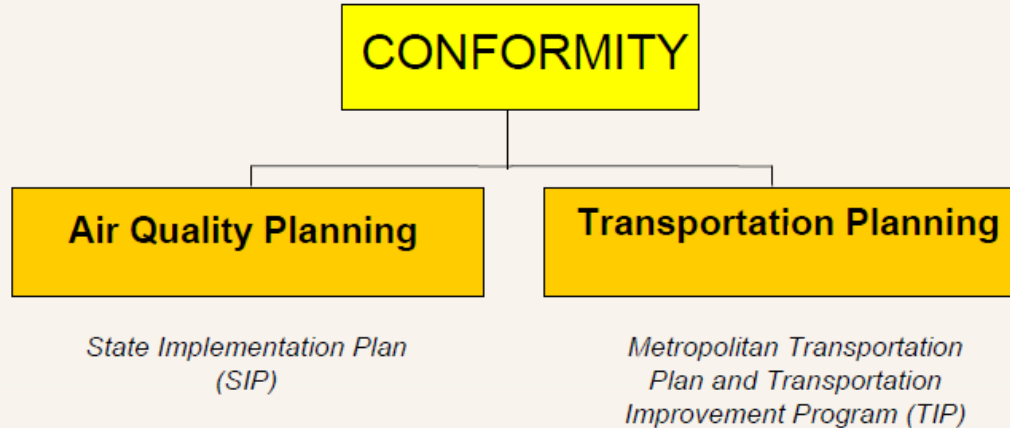 CONFORMITY
Air Quality Planning
State Implementation Plan
(SIP)
Transportation Planning
Metropolitan Transportation
Plan and Transportation
Improvement Program (TIP)